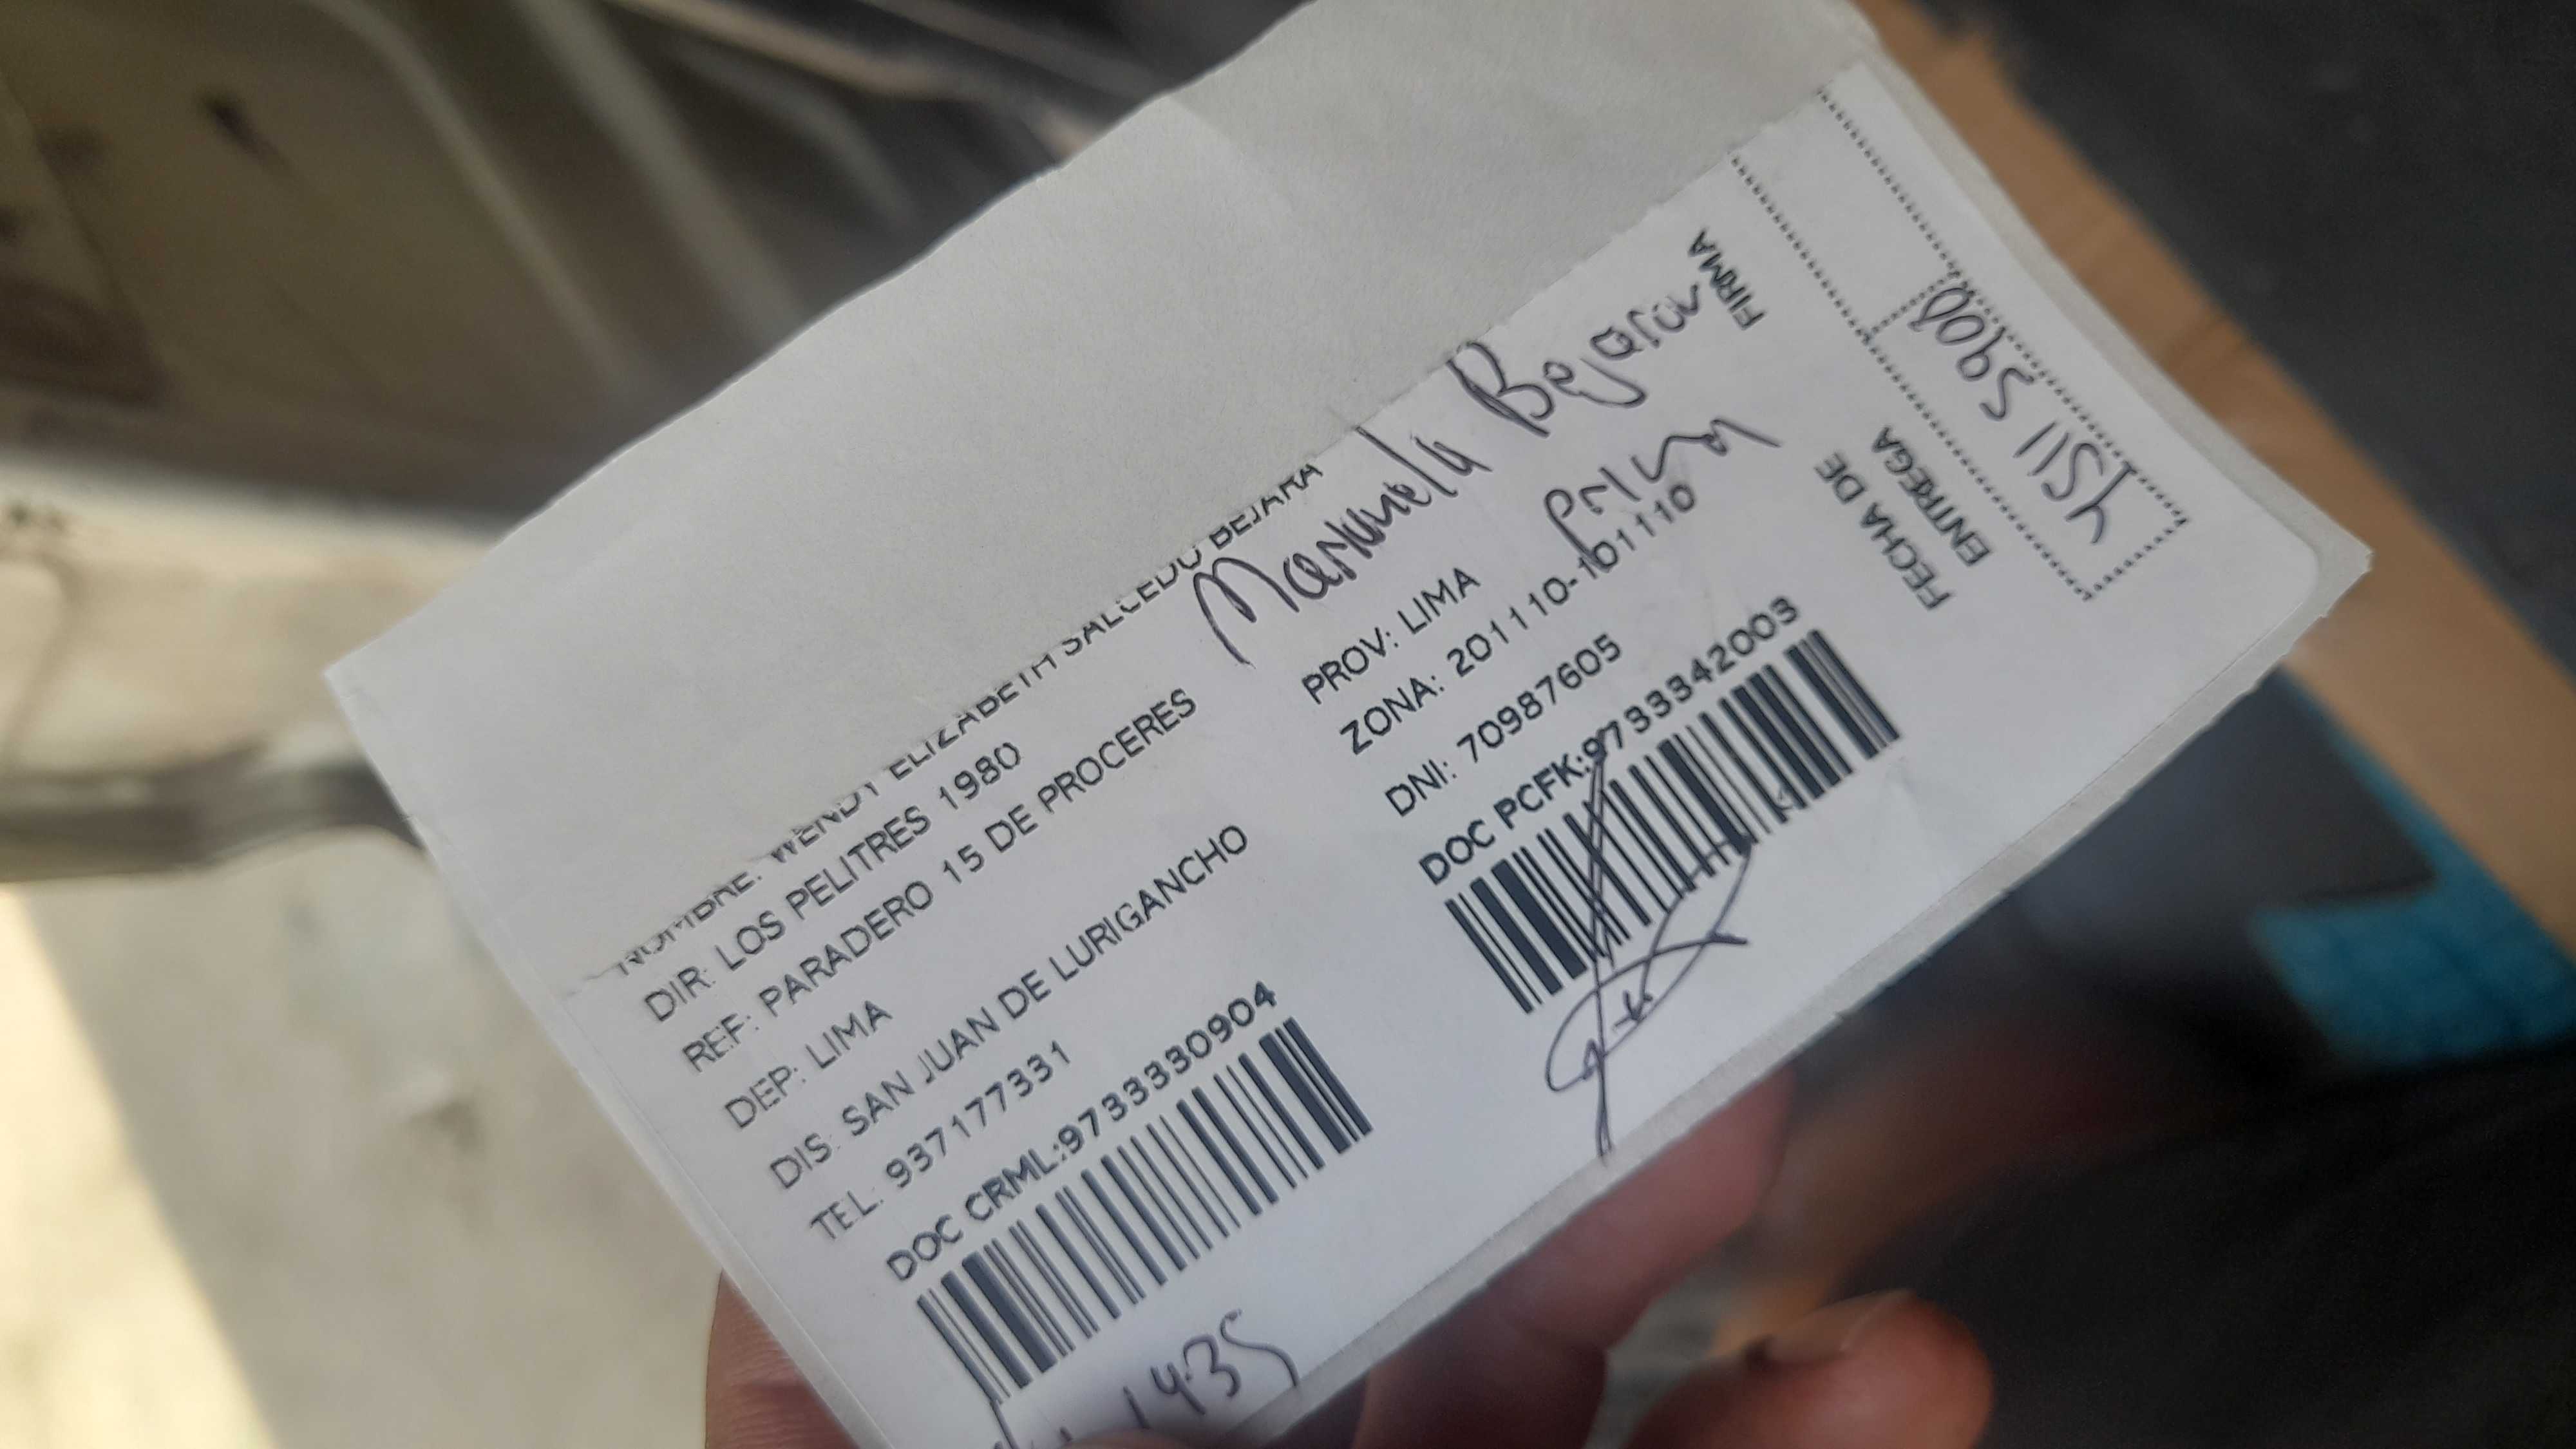 NOMBRE: WENDY ELIZABETH SALCEDO BEJARA
DIR: LOS PELITRES 1980
REF: PARADERO 15 DE PROCERES
DEP: LIMA
PROV: LIMA
DIS: SAN JUAN DE LURIGANCHO
ZONA: 201110-101110
TEL: 937177331
DNI: 70987605
DOC CRML:9733330904
DOC PCFK:9733342003
Manuela Bejarano
prima
FIRMA
FECHA DE
ENTREGA
1435